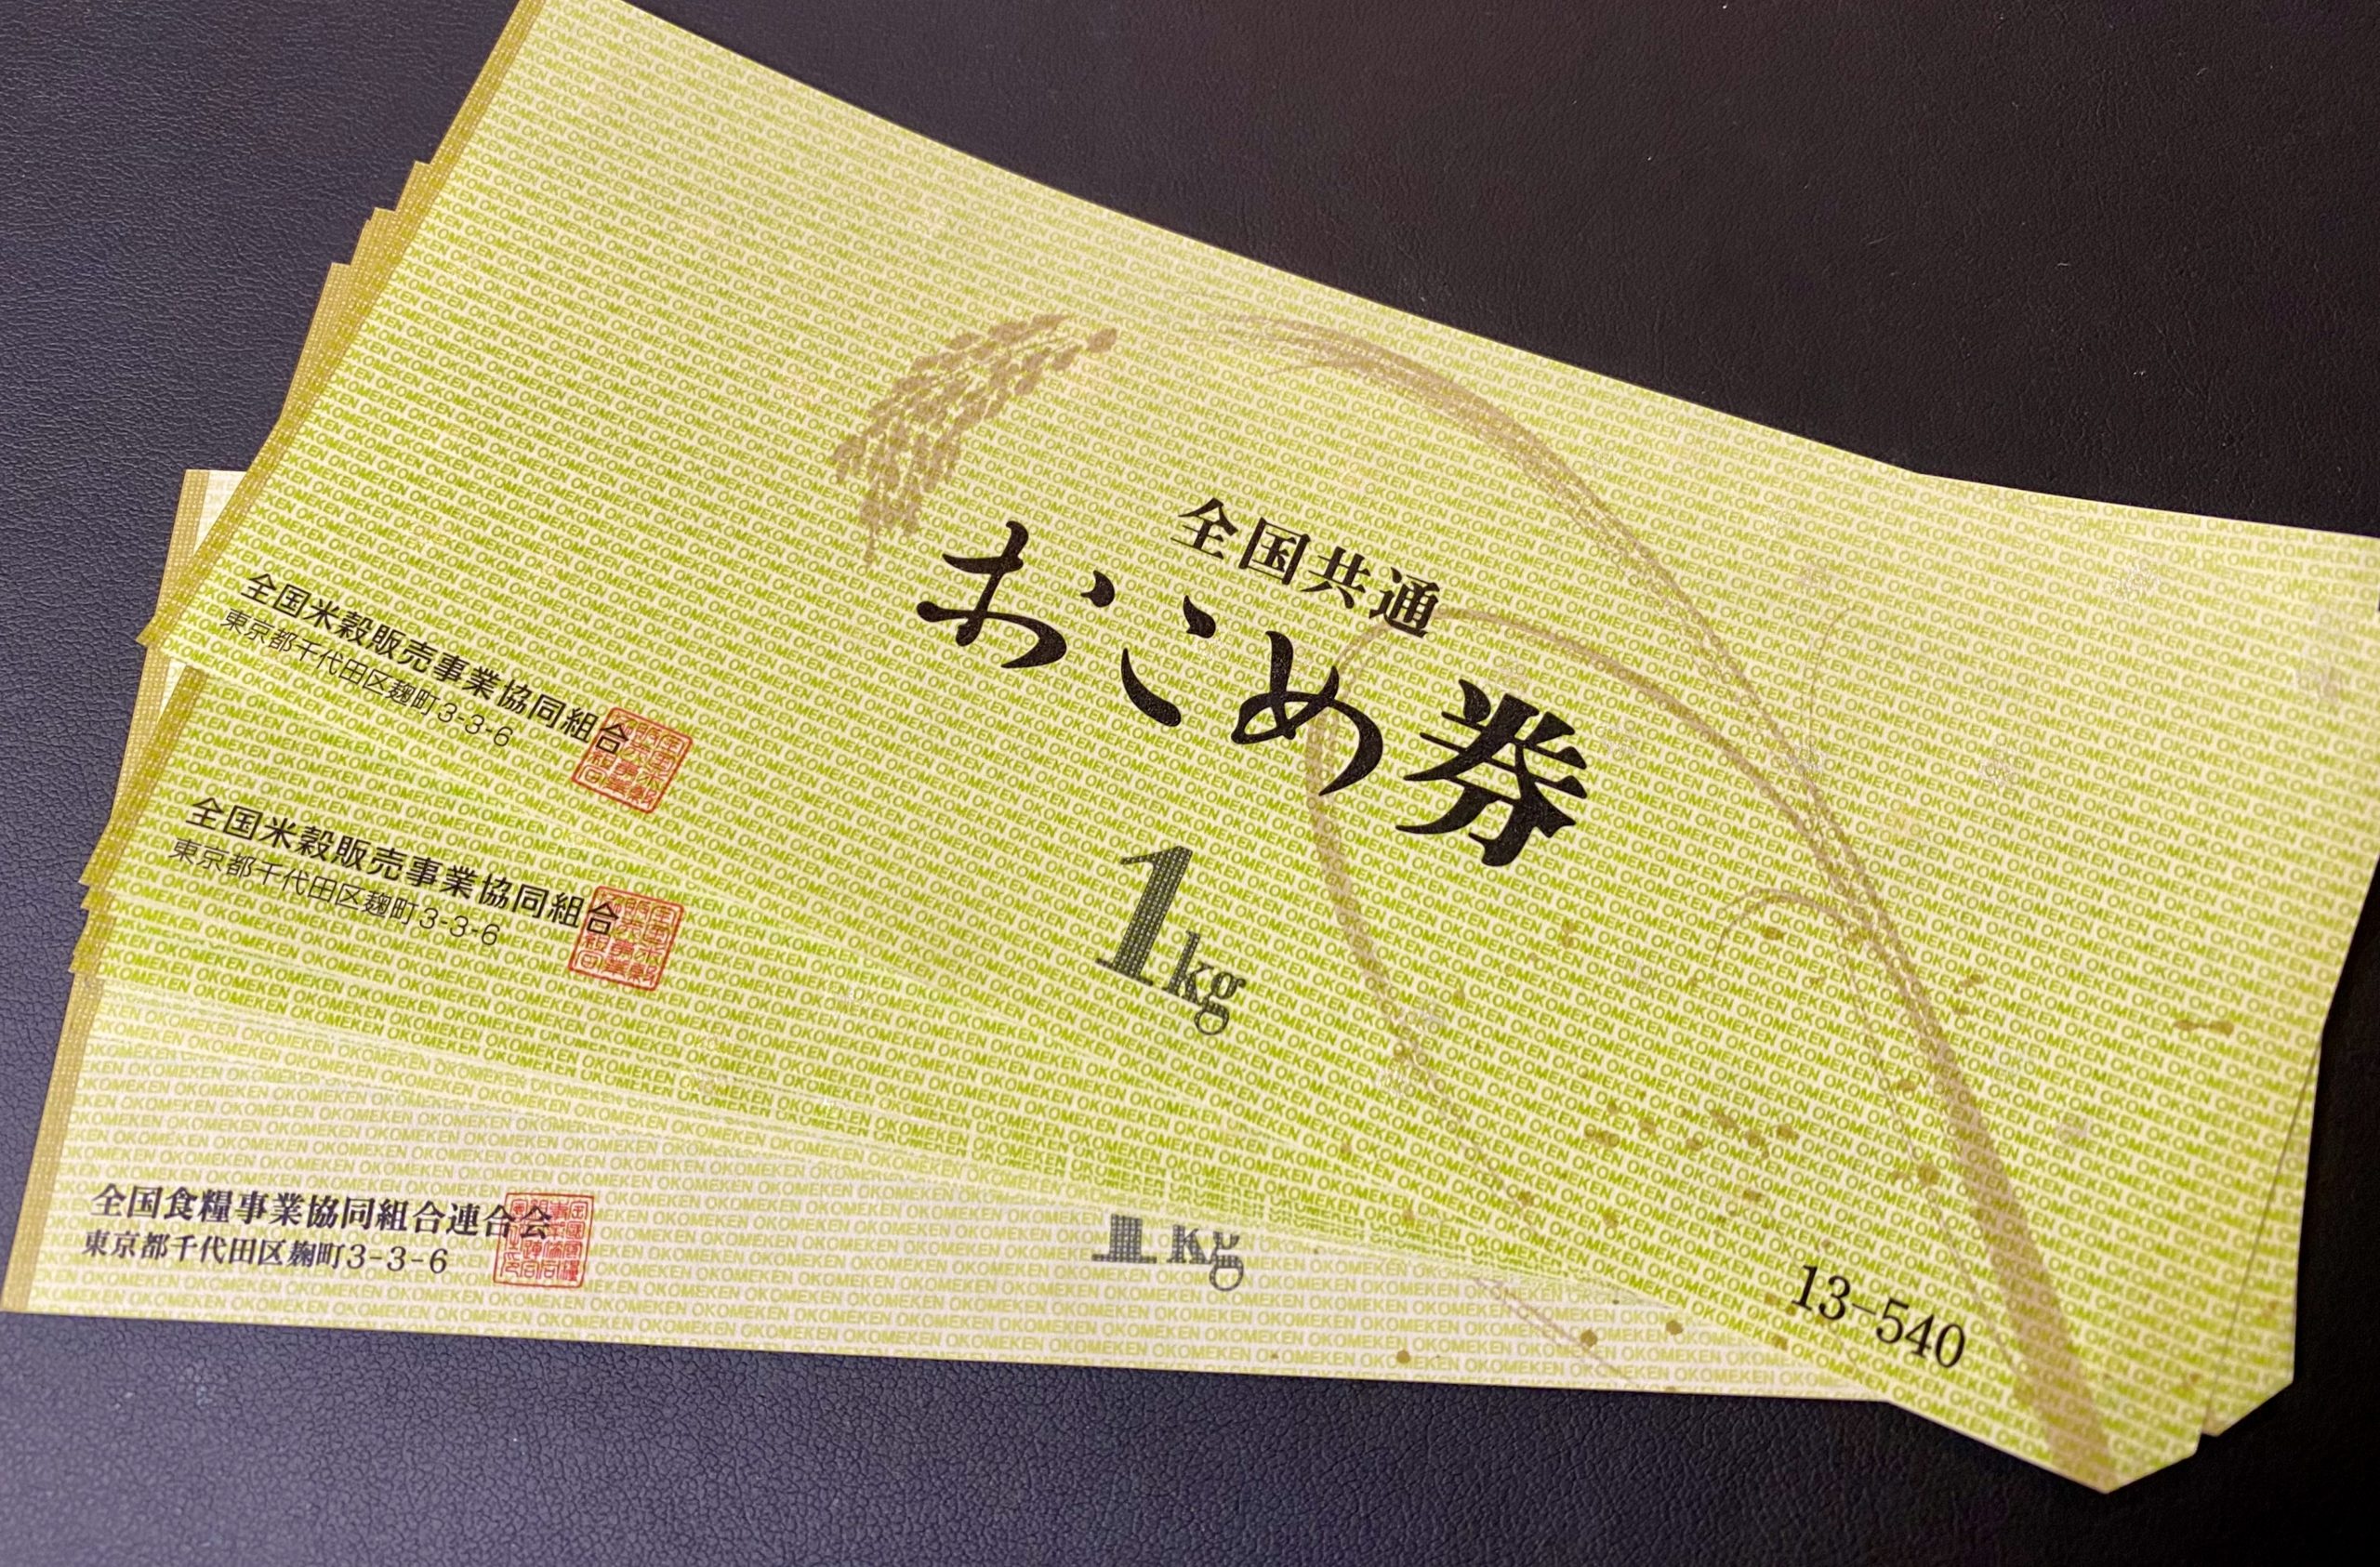 全国共通
おこめ券
1kg
13-540
全国米穀販売事業協同組合
東京都千代田区麹町3-3-6
全国米穀販売事業協同組合
東京都千代田区麹町3-3-6
全国食糧事業協同組合連合会
東京都千代田区麹町3-3-6
1kg
OKOMEKEN OKOMEKEN OKOMEKEN OKOMEKEN